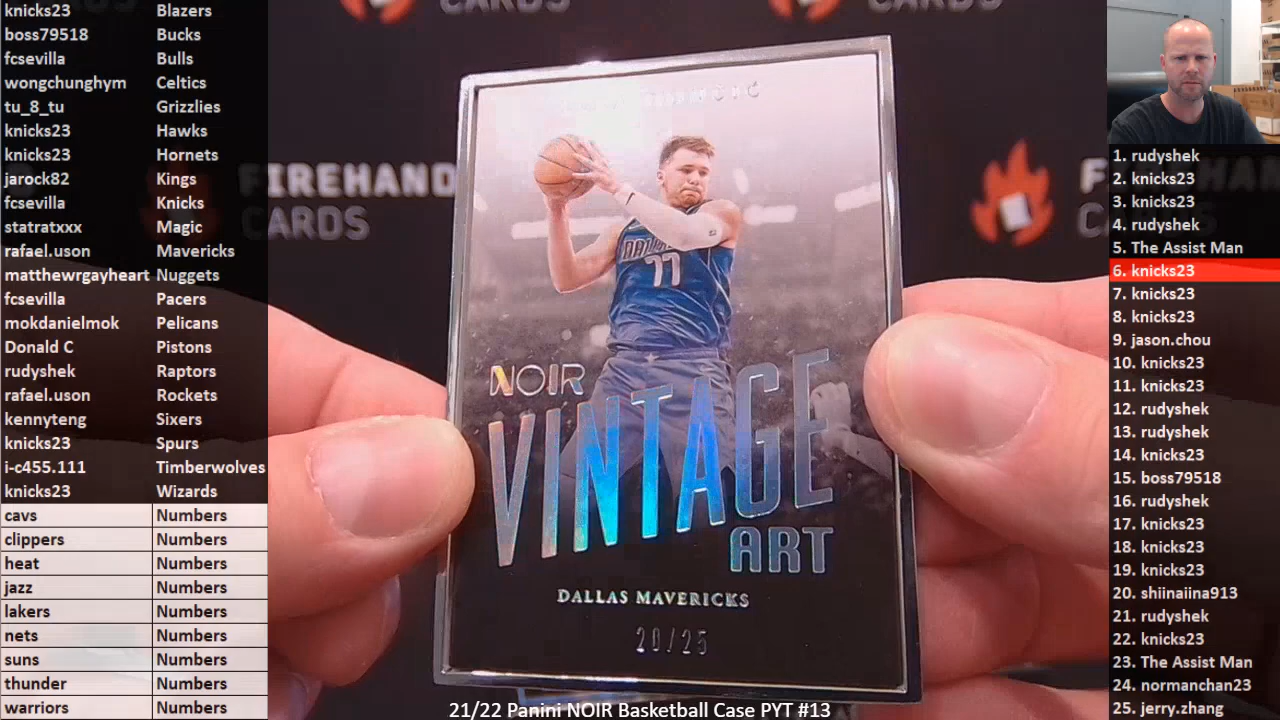 knicks23 Blazers
boss79518 Bucks
fcsevilla Bulls
wongchunghym Celtics
tu_8_tu Grizzlies
knicks23 Hawks
knicks23 Hornets
jarock82 Kings
fcsevilla Knicks
statratxxx Magic
rafael.uson Mavericks
matthewrgayheart Nuggets
fcsevilla Pacers
mokdanielmok Pelicans
Donald C Pistons
rudyshek Raptors
rafael.uson Rockets
kennyteng Sixers
knicks23 Spurs
i-c455.111 Timberwolves
knicks23 Wizards
cavs Numbers
clippers Numbers
heat Numbers
jazz Numbers
lakers Numbers
nets Numbers
suns Numbers
thunder Numbers
warriors Numbers
CARDS
CARDS
FIREHAND
CARDS
77
NOIR
VINTAGE
ART
DALLAS MAVERICKS
20/25
21/22 Panini NOIR Basketball Case PYT #13
1. rudyshek
2. knicks23
3. knicks23
4. rudyshek
5. The Assist Man
6. knicks23
7. knicks23
8. knicks23
9. jason.chou
10. knicks23
11. knicks23
12. rudyshek
13. rudyshek
14. knicks23
15. boss79518
16. rudyshek
17. knicks23
18. knicks23
19. knicks23
20. shiinaiina913
21. rudyshek
22. knicks23
23. The Assist Man
24. normanchan23
25. jerry.zhang